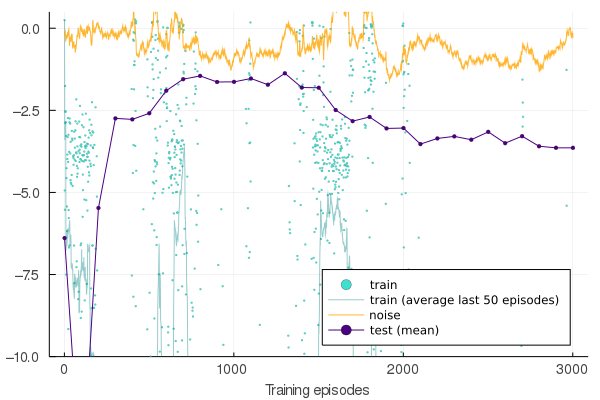 0.0
−2.5
−5.0
−7.5
−10.0
train
train (average last 50 episodes)
noise
test (mean)
0
1000
2000
3000
Training episodes